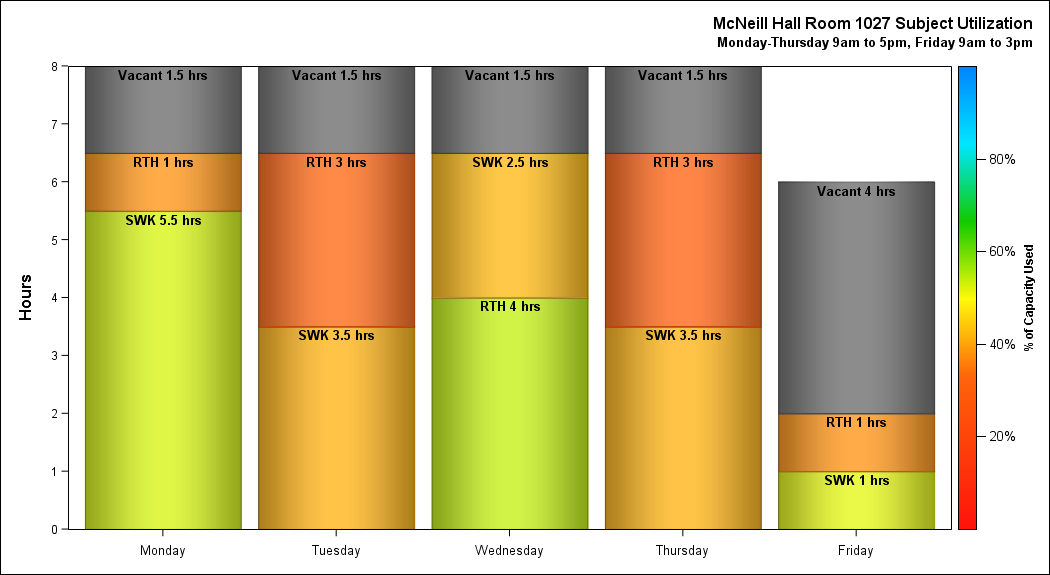 McNeill Hall Room 1027 Subject Utilization
Monday-Thursday 9am to 5pm, Friday 9am to 3pm
Hours
8
7
6
5
4
3
2
1
0
Vacant 1.5 hrs
RTH 1 hrs
SWK 5.5 hrs
Vacant 1.5 hrs
RTH 3 hrs
SWK 3.5 hrs
Vacant 1.5 hrs
SWK 2.5 hrs
RTH 4 hrs
Vacant 1.5 hrs
RTH 3 hrs
SWK 3.5 hrs
Vacant 4 hrs
RTH 1 hrs
SWK 1 hrs
Monday
Tuesday
Wednesday
Thursday
Friday
80%
60%
40%
20%
% of Capacity Used